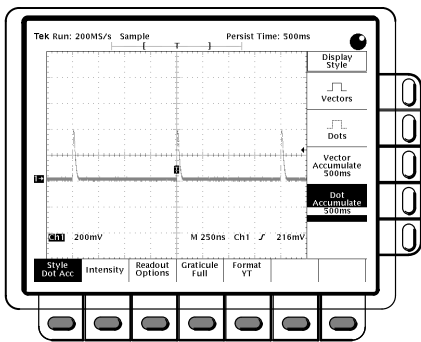 Tek Run: 200MS/s Sample Persist Time: 500ms
[ T ]
Display
Style
Vectors
Dots
Vector
Accumulate
500ms
Dot
Accumulate
500ms
1
Ch1 200mV M 250ns Ch1 216mV
Style
Dot Acc
Intensity
Readout
Options
Graticule
Full
Format
YT